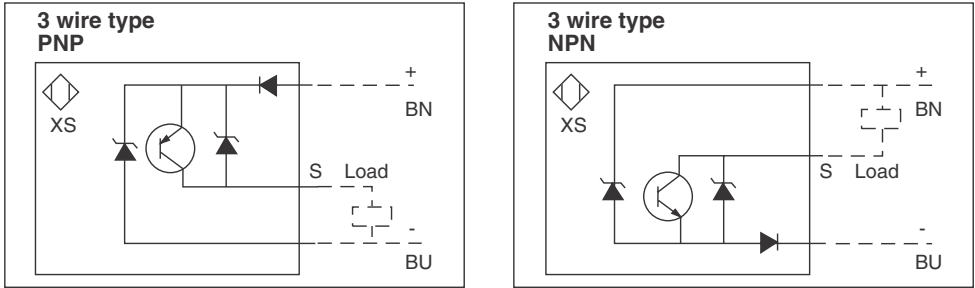 3 wire type
PNP
+
BN
XS
S Load
-
BU
3 wire type
NPN
+
BN
XS
S Load
-
BU